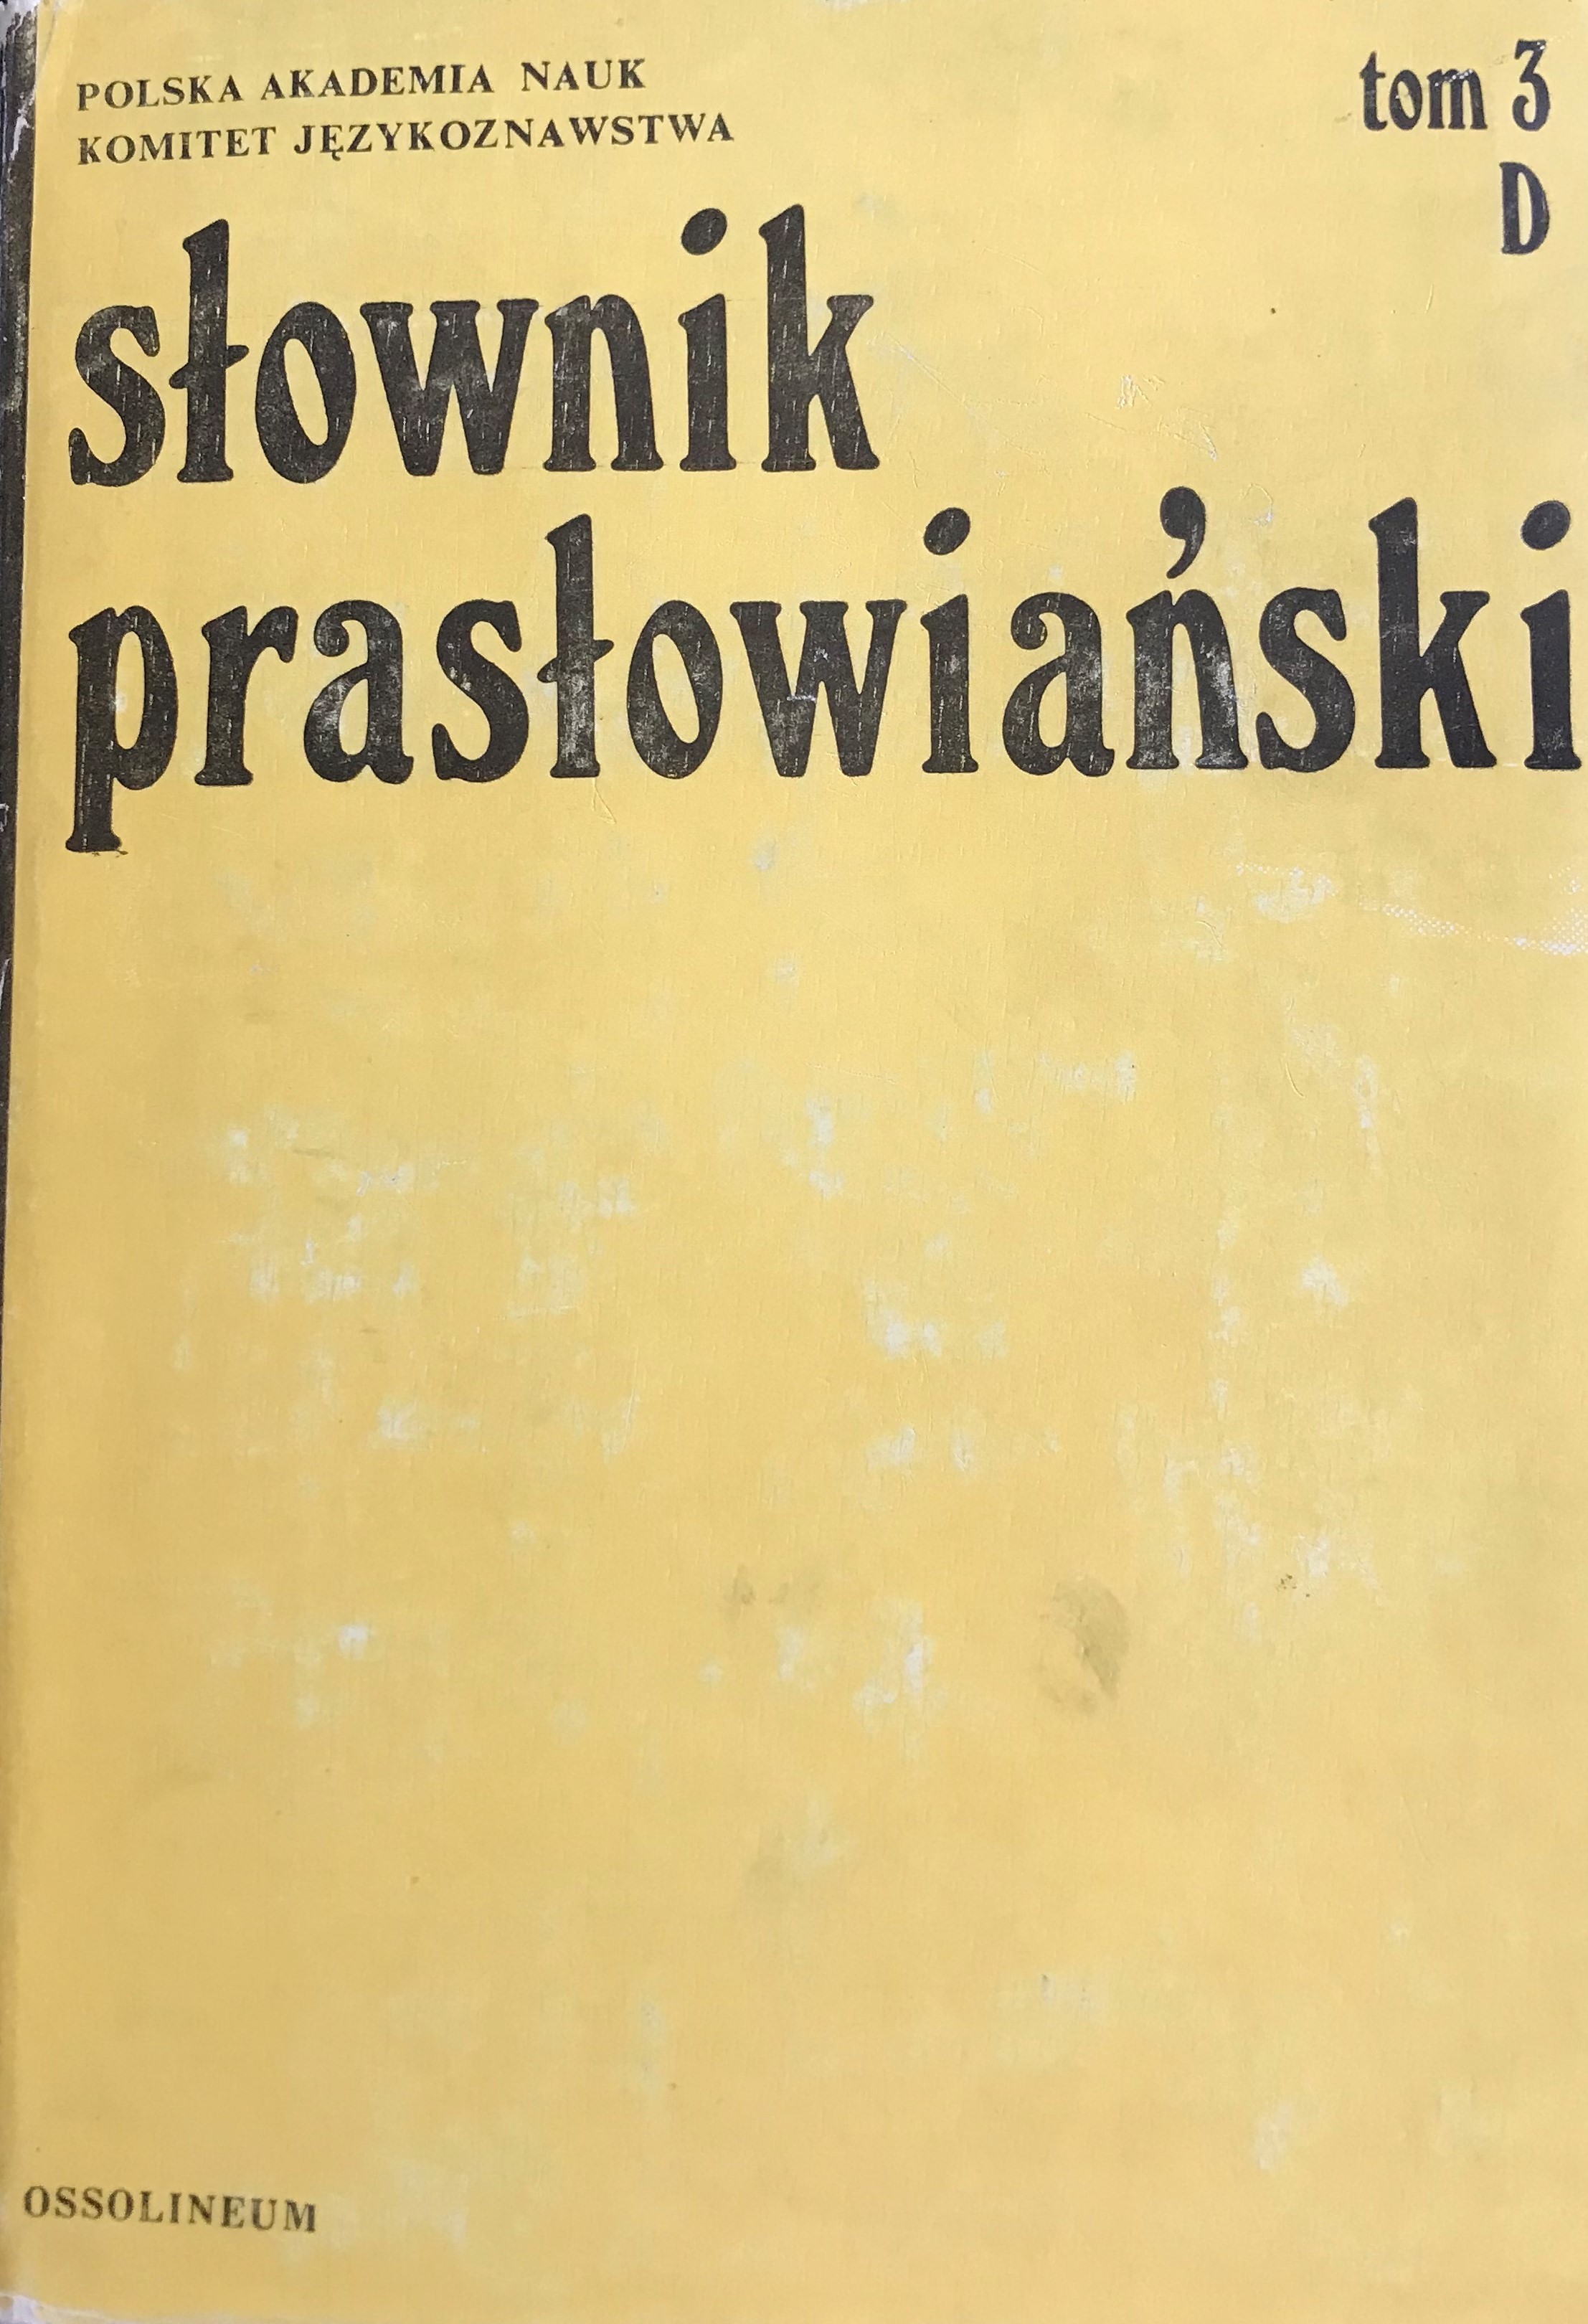 POLSKA AKADEMIA NAUK
KOMITET JĘZYKOZNAWSTWA
tom 3
D
słownik
prasłowiański
OSSOLINEUM